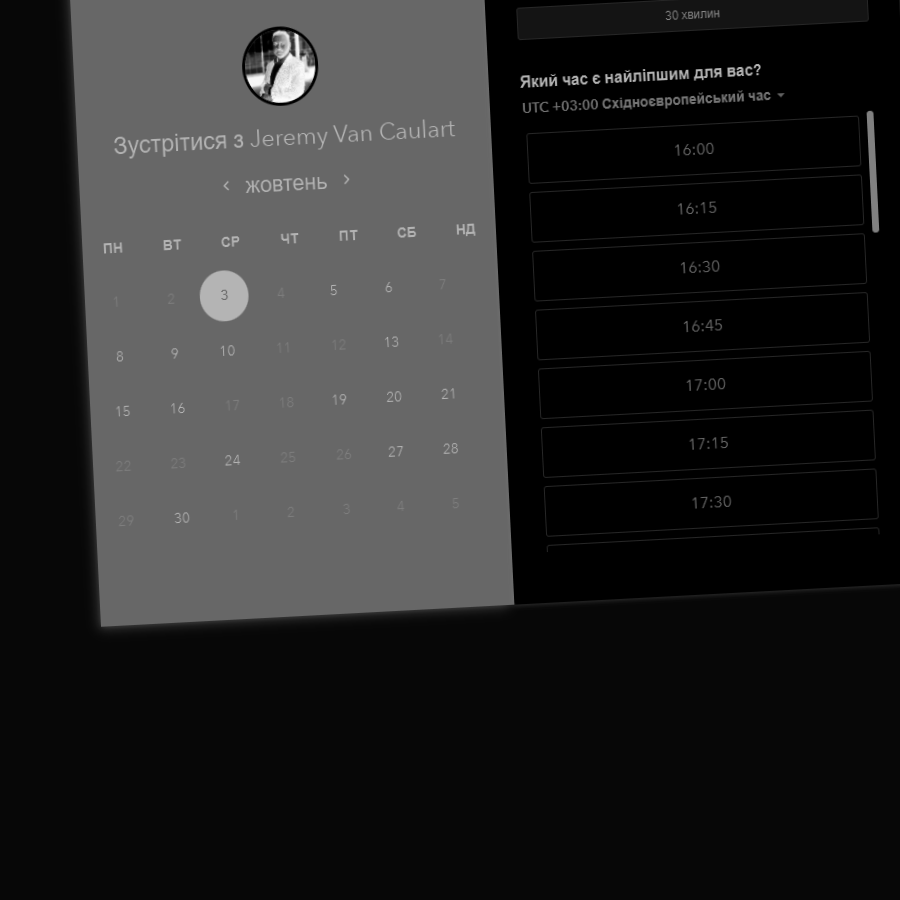 Зустрітися з Jeremy Van Caulart
жовтень
ПН ВТ СР ЧТ ПТ СБ НД
1 2 3 4 5 6 7
8 9 10 11 12 13 14
15 16 17 18 19 20 21
22 23 24 25 26 27 28
29 30 1 2 3 4 5
30 хвилин
Який час є найліпшим для вас?
UTC +03:00 Східноєвропейський час
16:00
16:15
16:30
16:45
17:00
17:15
17:30